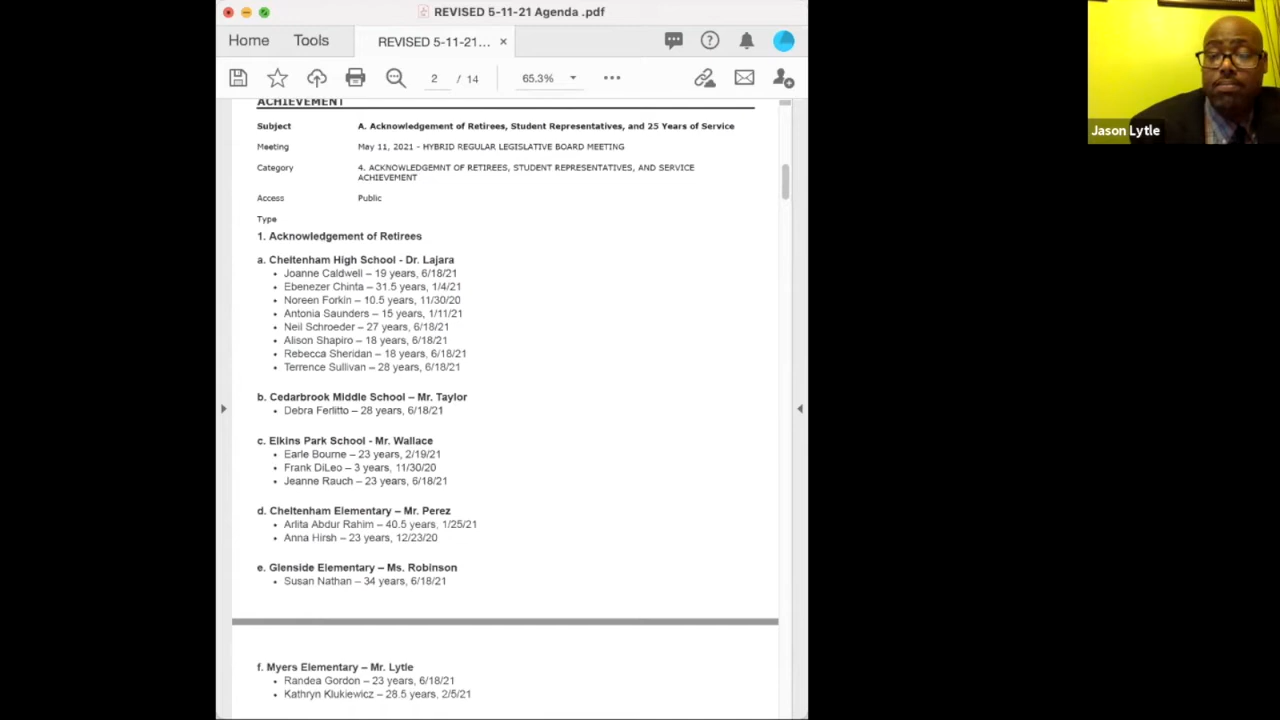 REVISED 5-11-21 Agenda .pdf
Home Tools REVISED 5-11-21... ×
2 / 14 65.3%
ACHIEVEMENT
Subject A. Acknowledgement of Retirees, Student Representatives, and 25 Years of Service
Meeting May 11, 2021 - HYBRID REGULAR LEGISLATIVE BOARD MEETING
Category 4. ACKNOWLEDGEMNT OF RETIREES, STUDENT REPRESENTATIVES, AND SERVICE
ACHIEVEMENT
Access Public
Type
1. Acknowledgement of Retirees
a. Cheltenham High School - Dr. Lajara
• Joanne Caldwell – 19 years, 6/18/21
• Ebenezer Chinta – 31.5 years, 1/4/21
• Noreen Forkin – 10.5 years, 11/30/20
• Antonia Saunders – 15 years, 1/11/21
• Neil Schroeder – 27 years, 6/18/21
• Alison Shapiro – 18 years, 6/18/21
• Rebecca Sheridan – 18 years, 6/18/21
• Terrence Sullivan – 28 years, 6/18/21
b. Cedarbrook Middle School – Mr. Taylor
• Debra Ferlitto – 28 years, 6/18/21
c. Elkins Park School - Mr. Wallace
• Earle Bourne – 23 years, 2/19/21
• Frank DiLeo – 3 years, 11/30/20
• Jeanne Rauch – 23 years, 6/18/21
d. Cheltenham Elementary – Mr. Perez
• Arlita Abdur Rahim – 40.5 years, 1/25/21
• Anna Hirsh – 23 years, 12/23/20
e. Glenside Elementary – Ms. Robinson
• Susan Nathan – 34 years, 6/18/21
f. Myers Elementary – Mr. Lytle
• Randea Gordon – 23 years, 6/18/21
• Kathryn Klukiewicz – 28.5 years, 2/5/21
Jason Lytle